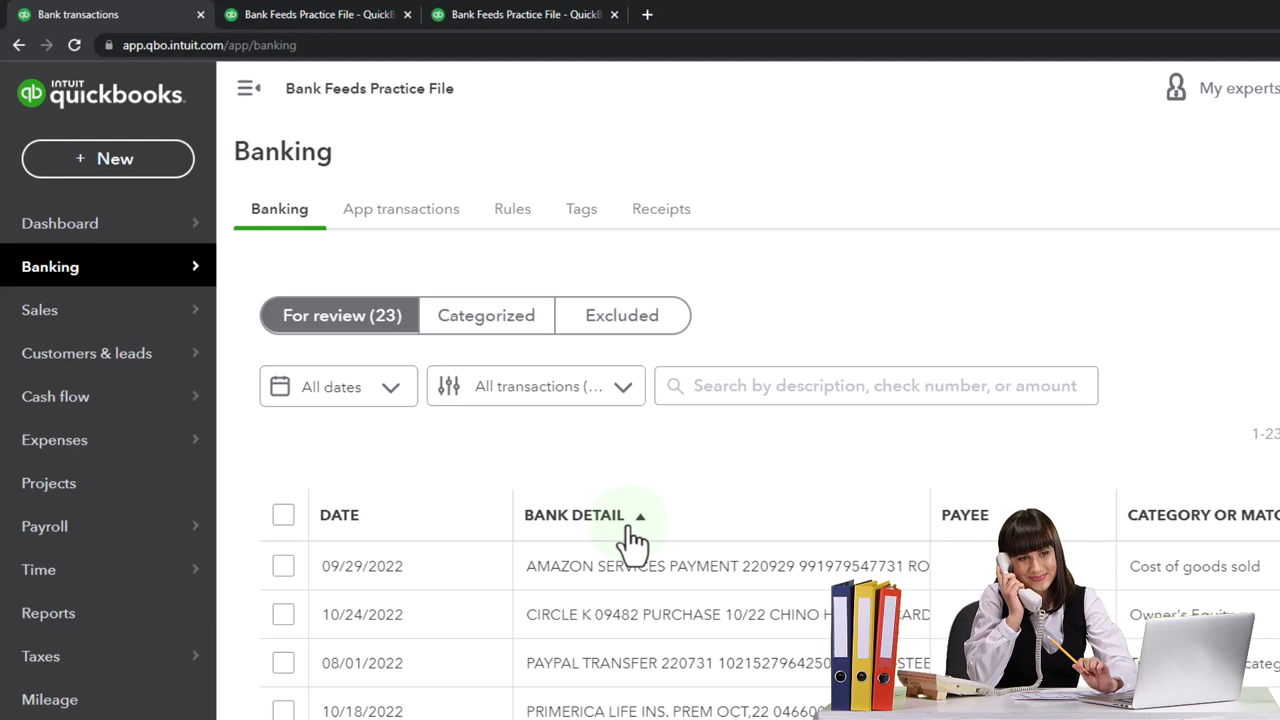 Bank transactions
Bank Feeds Practice File - QuickB
Bank Feeds Practice File - QuickB
app.qbo.intuit.com/app/banking
INTUIT
quickbooks.
Bank Feeds Practice File
My experts
+ New
Banking
Banking
App transactions
Rules
Tags
Receipts
Dashboard
Banking
Sales
Customers & leads
Cash flow
Expenses
Projects
Payroll
Time
Reports
Taxes
Mileage
For review (23)
Categorized
Excluded
All dates
All transactions (...
Search by description, check number, or amount
1-23
DATE
BANK DETAIL
PAYEE
CATEGORY OR MATC
09/29/2022
AMAZON SERVICES PAYMENT 220929 991979547731 RO
Cost of goods sold
10/24/2022
CIRCLE K 09482 PURCHASE 10/22 CHINO H CARD
Owner's Equity
08/01/2022
PAYPAL TRANSFER 220731 1021527964250 STEE
10/18/2022
PRIMERICA LIFE INS. PREM OCT,22 04660